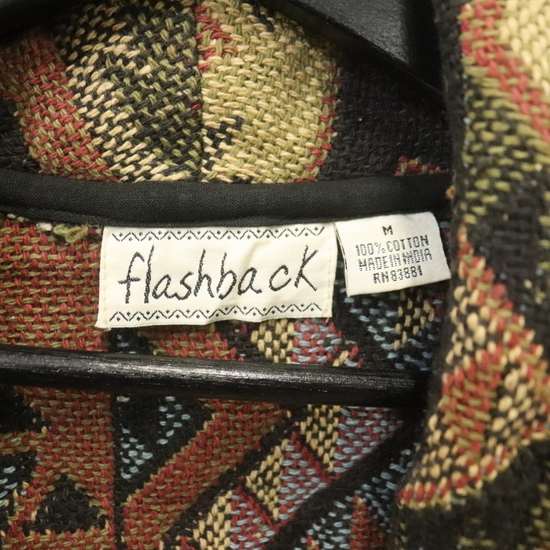 flashback
M
100% COTTON
MADE IN INDIA
RN 83881